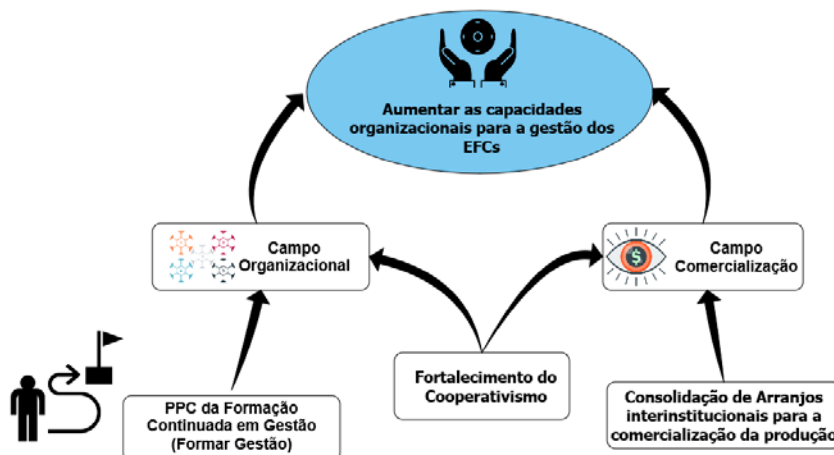 Aumentar as capacidades
organizacionais para a gestão dos
EFCs
Campo
Organizacional
$
Campo
Comercialização
PPC da Formação
Continuada em Gestão
(Formar Gestão)
Fortalecimento do
Cooperativismo
Consolidação de Arranjos
interinstitucionais para a
comercialização da produção